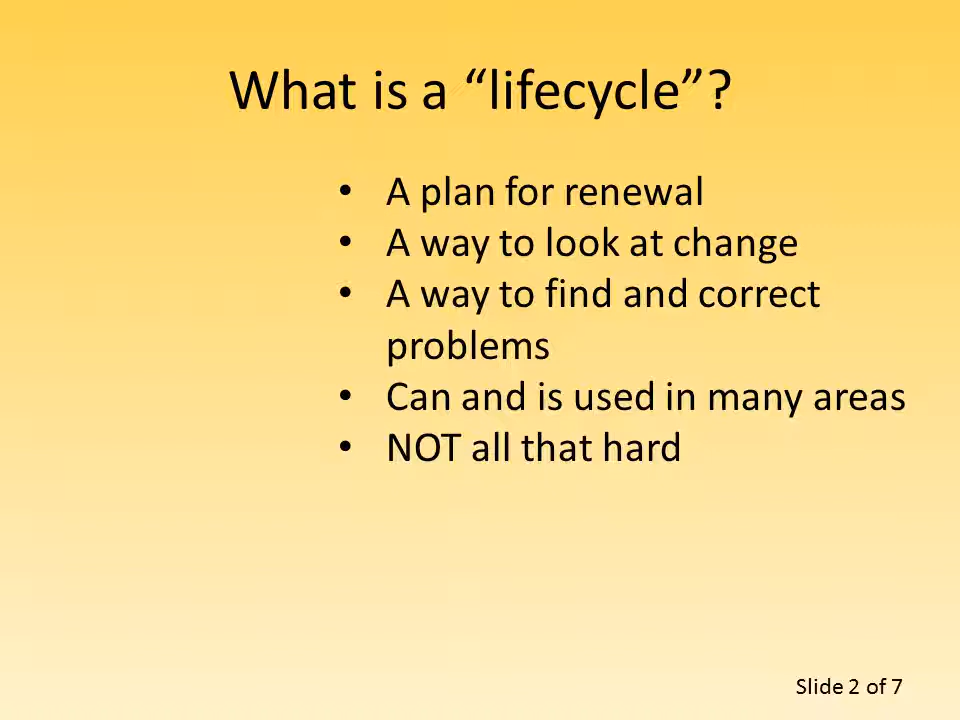 What is a “lifecycle”?
• A plan for renewal
• A way to look at change
• A way to find and correct
problems
• Can and is used in many areas
• NOT all that hard
Slide 2 of 7